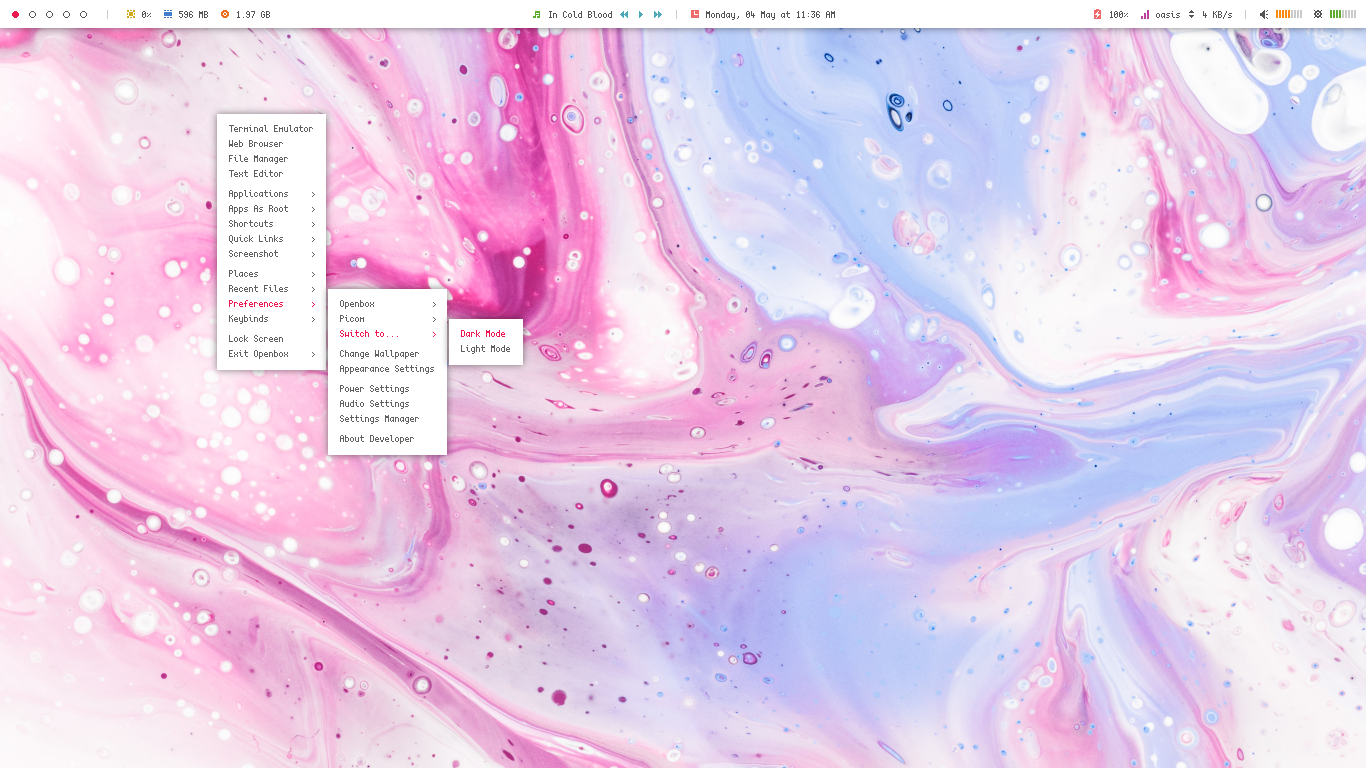 0% 596 MB 1.97 GB In Cold Blood Monday, 04 May at 11:36 AM 100% oasis 4 KB/s
Terminal Emulator
Web Browser
File Manager
Text Editor
Applications
Apps As Root
Shortcuts
Quick Links
Screenshot
Places
Recent Files
Preferences
Keybinds
Lock Screen
Exit Openbox
Openbox
Picom
Switch to...
Change Wallpaper
Appearance Settings
Power Settings
Audio Settings
Settings Manager
About Developer
Dark Mode
Light Mode